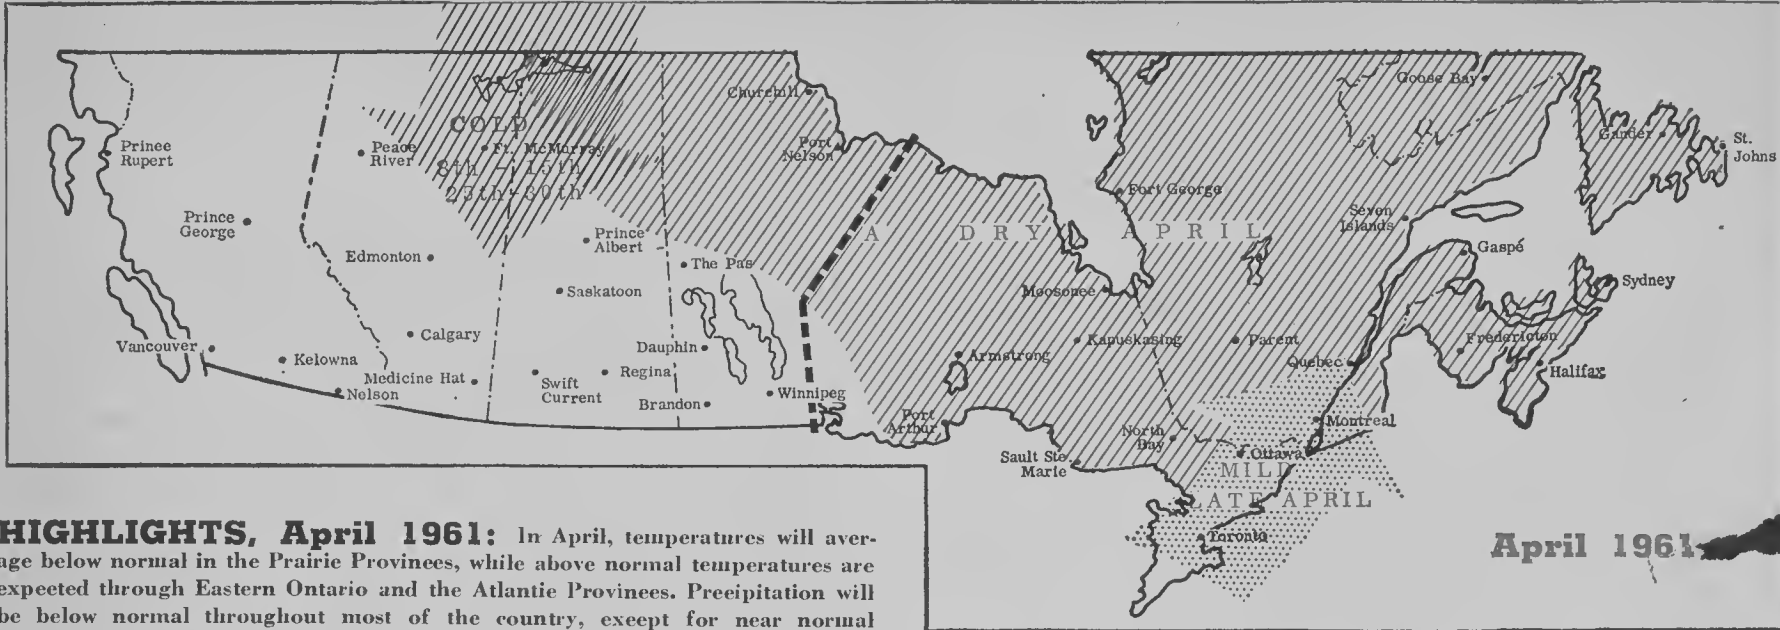 Churchill
Goose Bay
COLD
Prince
Rupert
Peace
River
Ft. McMurray
Port
Nelson
Gander
St.
Johns
8th - 15th
25th-30th
Fort George
Prince
George
Seven
Islands
A DRY APRIL
Prince
Albert
Gaspé
Edmonton
The Pas
Sydney
Saskatoon
Moosonee
Calgary
Vancouver
Kelowna
Dauphin
Armstrong
Kapuskasing
Parent
Fredericton
Quebec
Halifax
Medicine Hat
Nelson
Swift
Current
Regina
Winnipeg
Brandon
Port
Arthur
North
Bay
Montreal
Sault Ste.
Marie
Ottawa
MILD
LATE APRIL
Toronto
April 1961
HIGHLIGHTS, April 1961: In April, temperatures will aver-
age below normal in the Prairie Provinces, while above normal temperatures are
expected through Eastern Ontario and the Atlantic Provinces. Precipitation will
be below normal throughout most of the country, except for near normal